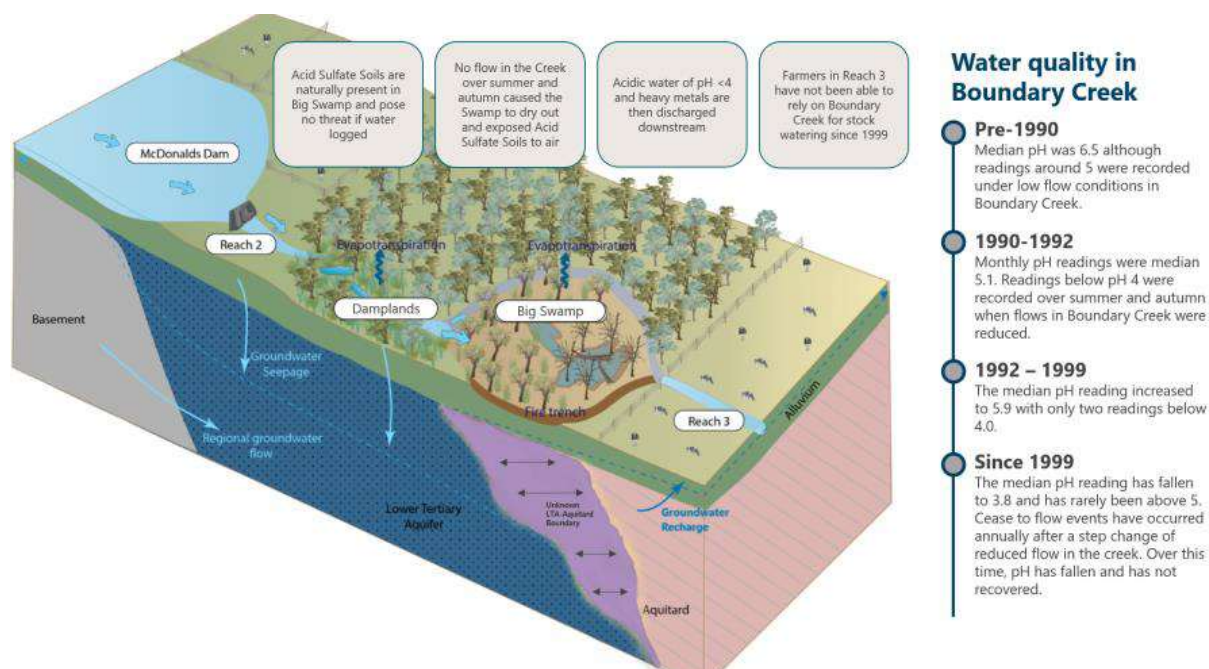 Acid Sulfate Soils are
naturally present in
Big Swamp and pose
no threat if water
logged
No flow in the Creek
over summer and
autumn caused the
Swamp to dry out
and exposed Acid
Sulfate Soils to air
Acidic water of pH <4
and heavy metals are
then discharged
downstream
Farmers in Reach 3
have not been able to
rely on Boundary
Creek for stock
watering since 1999
McDonalds Dam
Reach 2
Evapotranspiration
Evapotranspiration
Damplands
Big Swamp
Basement
Groundwater
Seepage
Fire trench
Reach 3
Alluvium
Regional groundwater
flow
Lower Tertiary
Aquifer
Unknown
LTA-Aquitard
Boundary
Groundwater
Recharge
Aquitard
Water quality in
Boundary Creek
Pre-1990
Median pH was 6.5 although
readings around 5 were recorded
under low flow conditions in
Boundary Creek.
1990-1992
Monthly pH readings were median
5.1. Readings below pH 4 were
recorded over summer and autumn
when flows in Boundary Creek were
reduced.
1992 – 1999
The median pH reading increased
to 5.9 with only two readings below
4.0.
Since 1999
The median pH reading has fallen
to 3.8 and has rarely been above 5.
Cease to flow events have occurred
annually after a step change of
reduced flow in the creek. Over this
time, pH has fallen and has not
recovered.